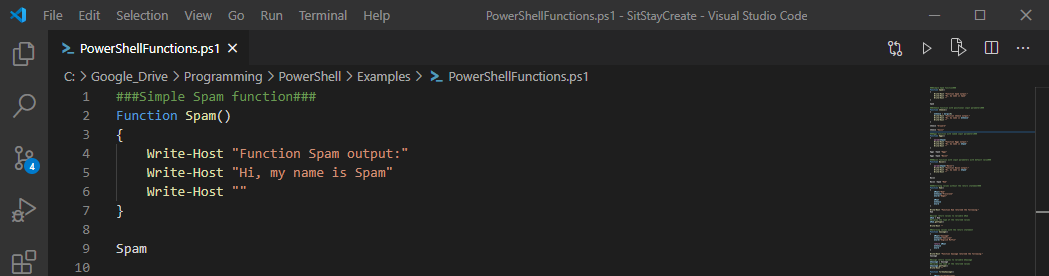 File Edit Selection View Go Run Terminal Help PowerShellFunctions.ps1 - SitStayCreate - Visual Studio Code
PowerShellFunctions.ps1
C: > Google_Drive > Programming > PowerShell > Examples > PowerShellFunctions.ps1
1 ###Simple Spam function###
2 Function Spam()
3 {
4 Write-Host "Function Spam output:"
5 Write-Host "Hi, my name is Spam"
6 Write-Host ""
7 }
8
9 Spam
10
4